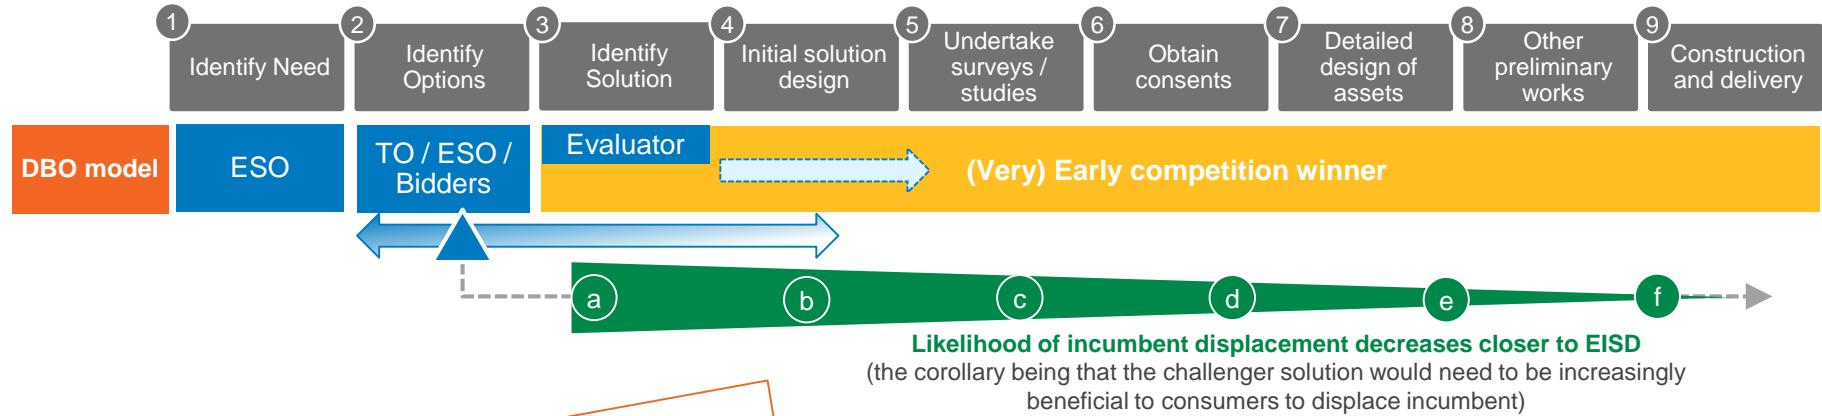 1
Identify Need
2
Identify
Options
3
Identify
Solution
4
Initial solution
design
5
Undertake
surveys /
studies
6
Obtain
consents
7
Detailed
design of
assets
8
Other
preliminary
works
9
Construction
and delivery
DBO model
ESO
TO / ESO /
Bidders
Evaluator
(Very) Early competition winner
a
b
c
d
e
f
Likelihood of incumbent displacement decreases closer to EISD
(the corollary being that the challenger solution would need to be increasingly
beneficial to consumers to displace incumbent)